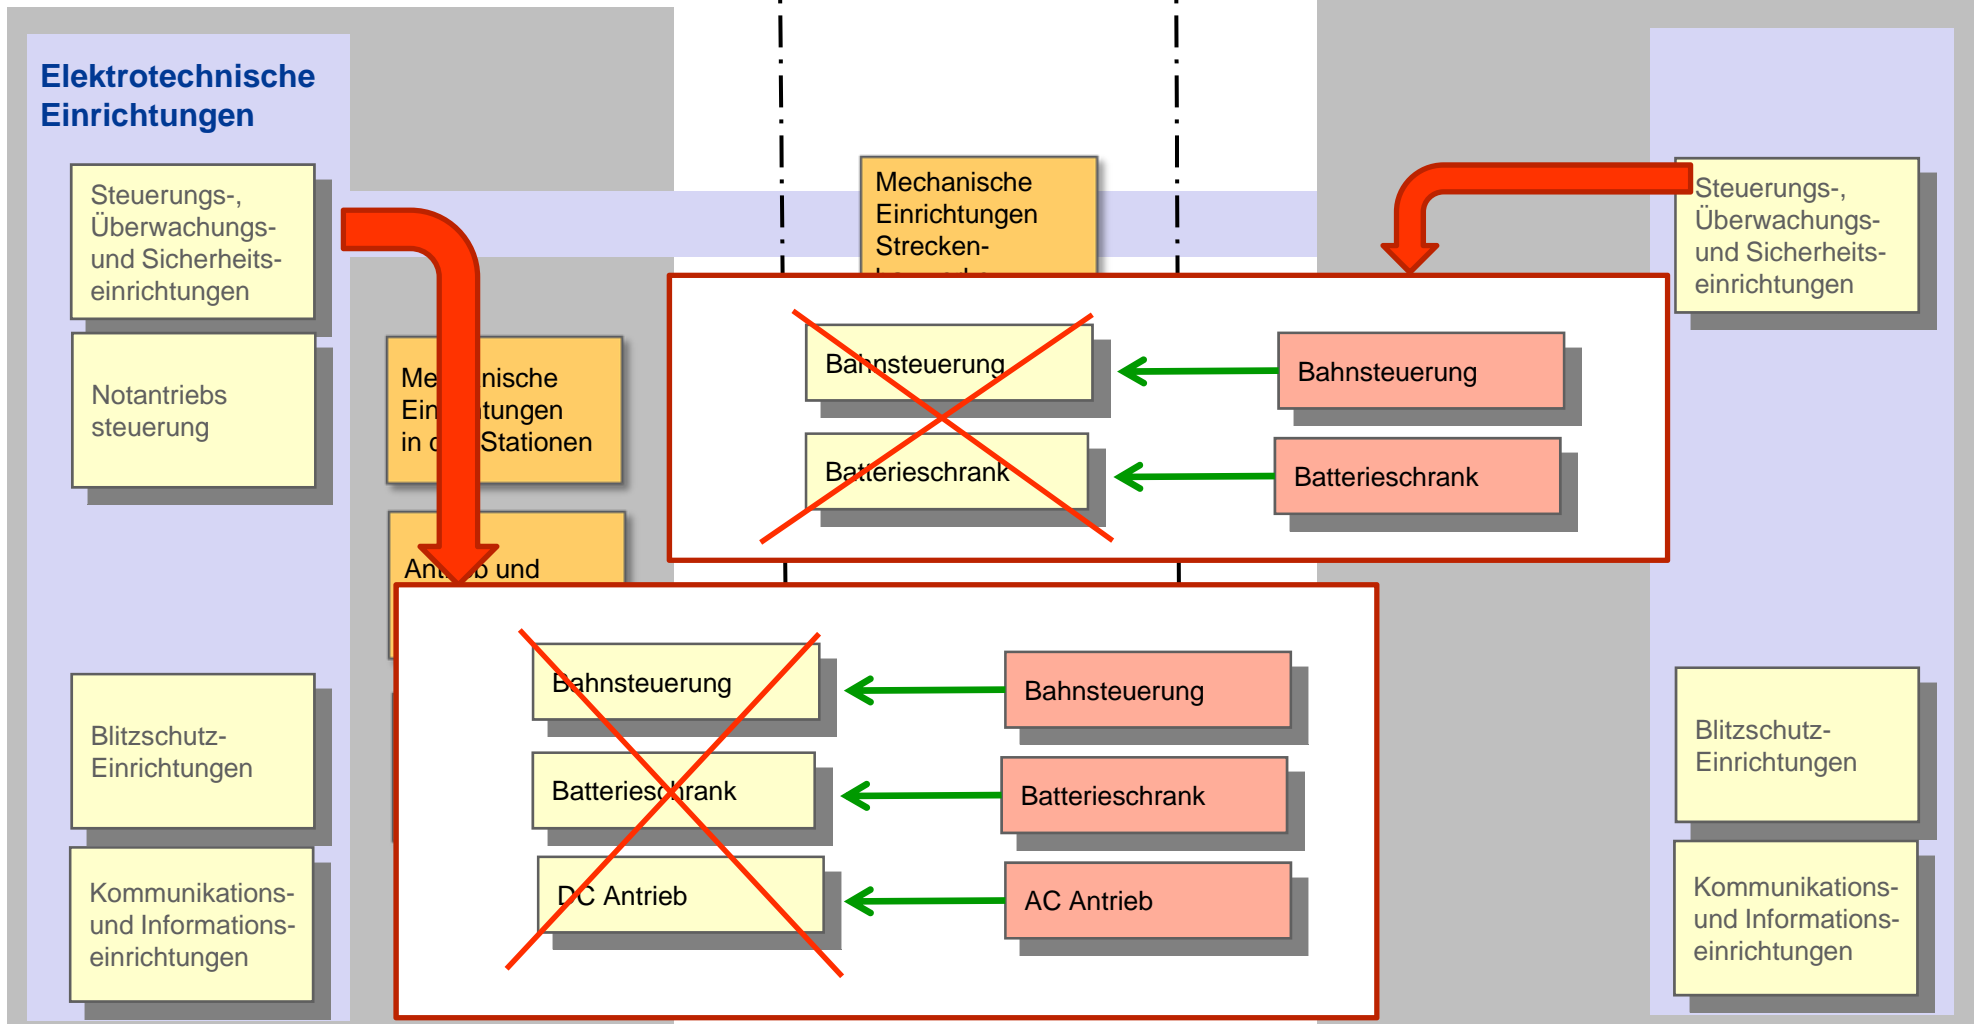 Elektrotechnische
Einrichtungen
Steuerungs-,
Überwachungs-
und Sicherheits-
einrichtungen
Notantriebs
steuerung
Blitzschutz-
Einrichtungen
Kommunikations-
und Informations-
einrichtungen
in Stationen
und
Mechanische
Einrichtungen
Strecken-
Bahnsteuerung
Batterieschrank
Bahnsteuerung
Batterieschrank
Bahnsteuerung
Batterieschrank
DC Antrieb
Bahnsteuerung
Batterieschrank
AC Antrieb
Steuerungs-,
Überwachungs-
und Sicherheits-
einrichtungen
Blitzschutz-
Einrichtungen
Kommunikations-
und Informations-
einrichtungen